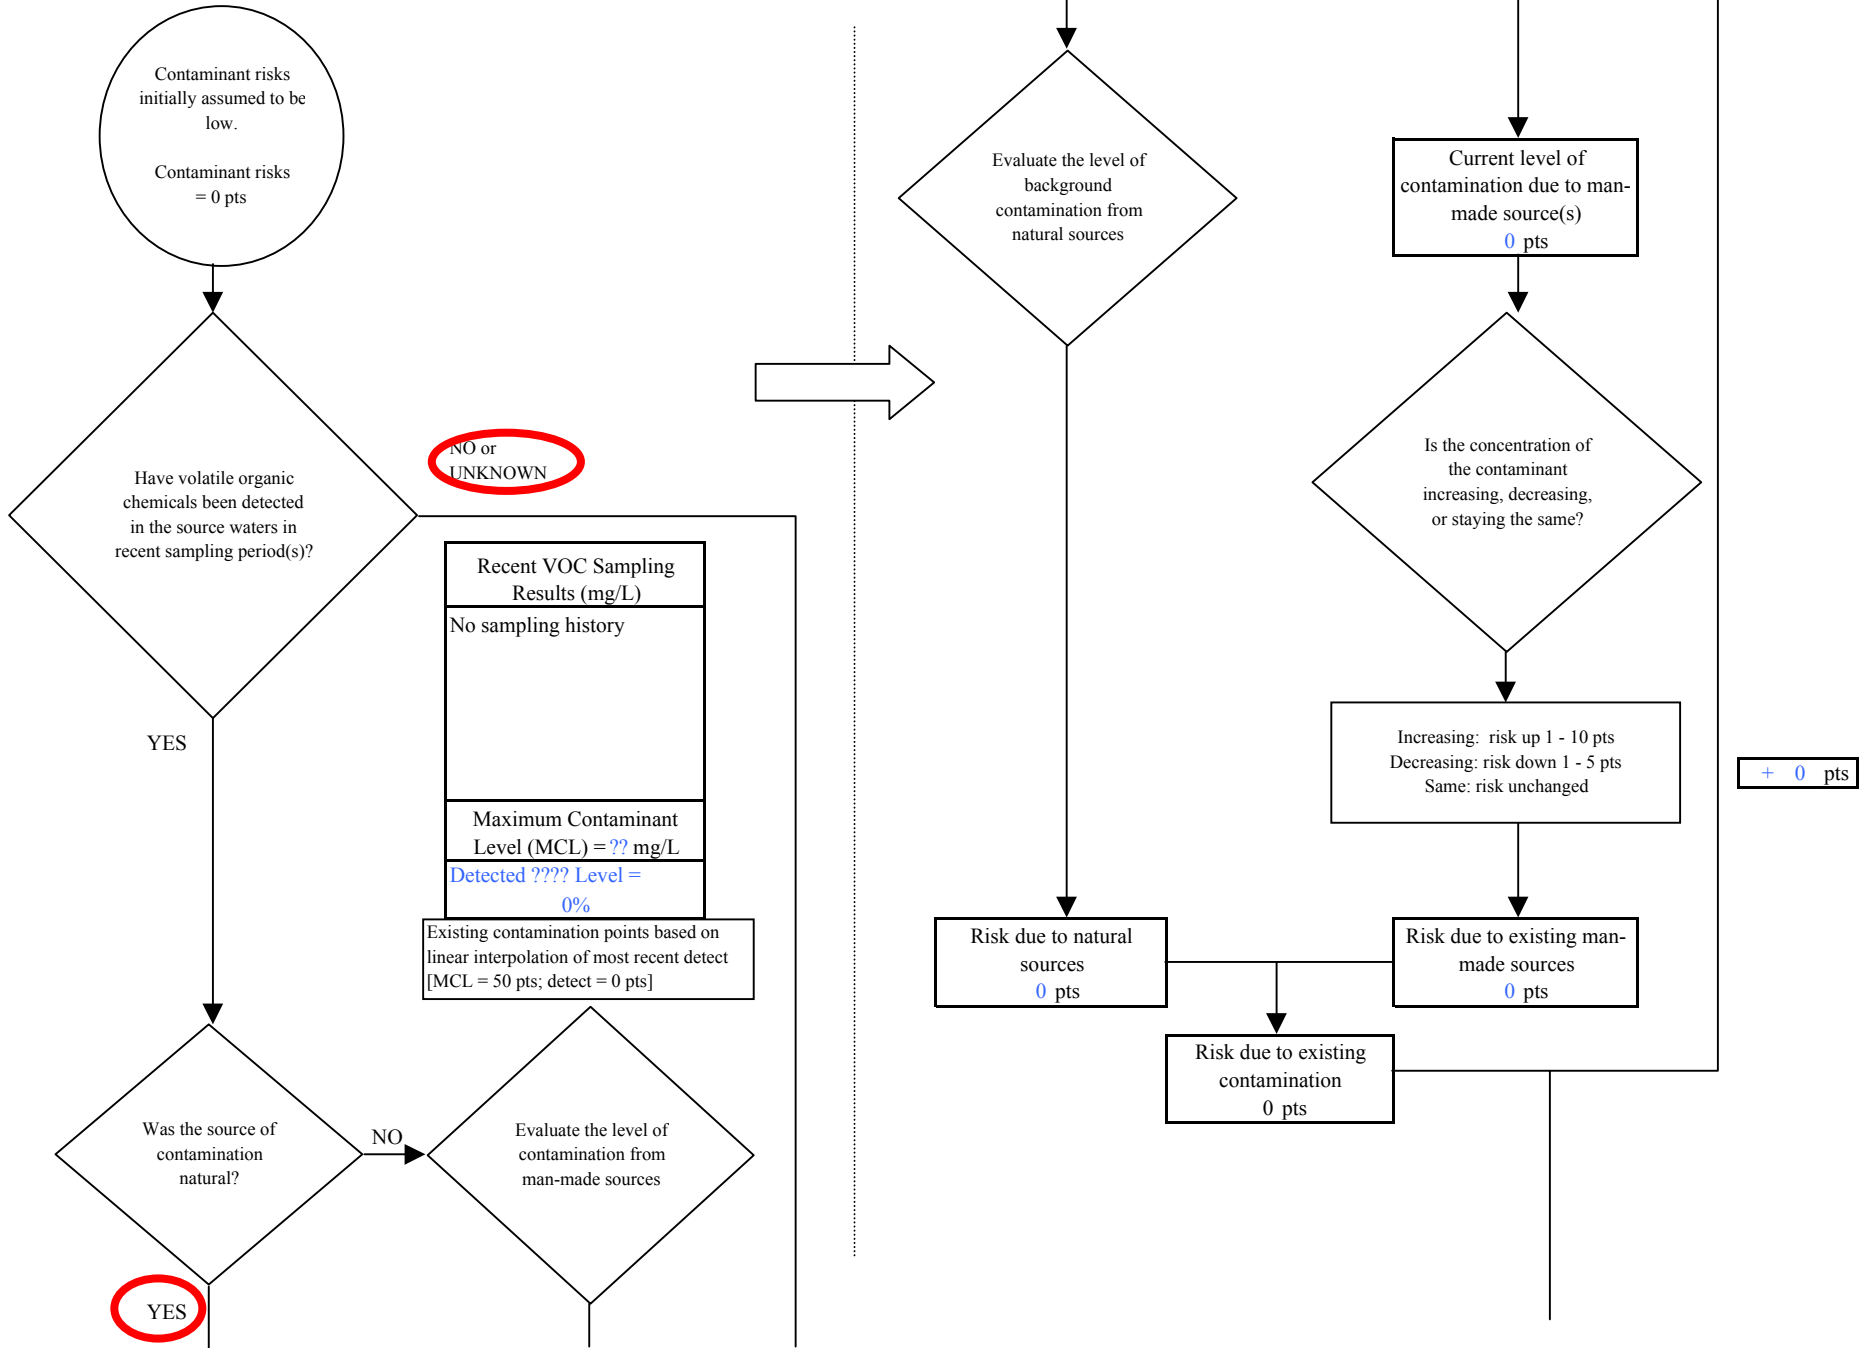 Contaminant risks
initially assumed to be
low.
Contaminant risks
= 0 pts
Have volatile organic
chemicals been detected
in the source waters in
recent sampling period(s)?
NO or
UNKNOWN
YES
Recent VOC Sampling
Results (mg/L)
No sampling history
Maximum Contaminant
Level (MCL) = ?? mg/L
Detected ???? Level =
0%
Existing contamination points based on
linear interpolation of most recent detect
[MCL = 50 pts; detect = 0 pts]
Was the source of
contamination
natural?
NO
Evaluate the level of
contamination from
man-made sources
YES
Evaluate the level of
background
contamination from
natural sources
Current level of
contamination due to man-
made source(s)
0 pts
Is the concentration of
the contaminant
increasing, decreasing,
or staying the same?
Increasing: risk up 1 - 10 pts
Decreasing: risk down 1 - 5 pts
Same: risk unchanged
+ 0 pts
Risk due to natural
sources
0 pts
Risk due to existing man-
made sources
0 pts
Risk due to existing
contamination
0 pts